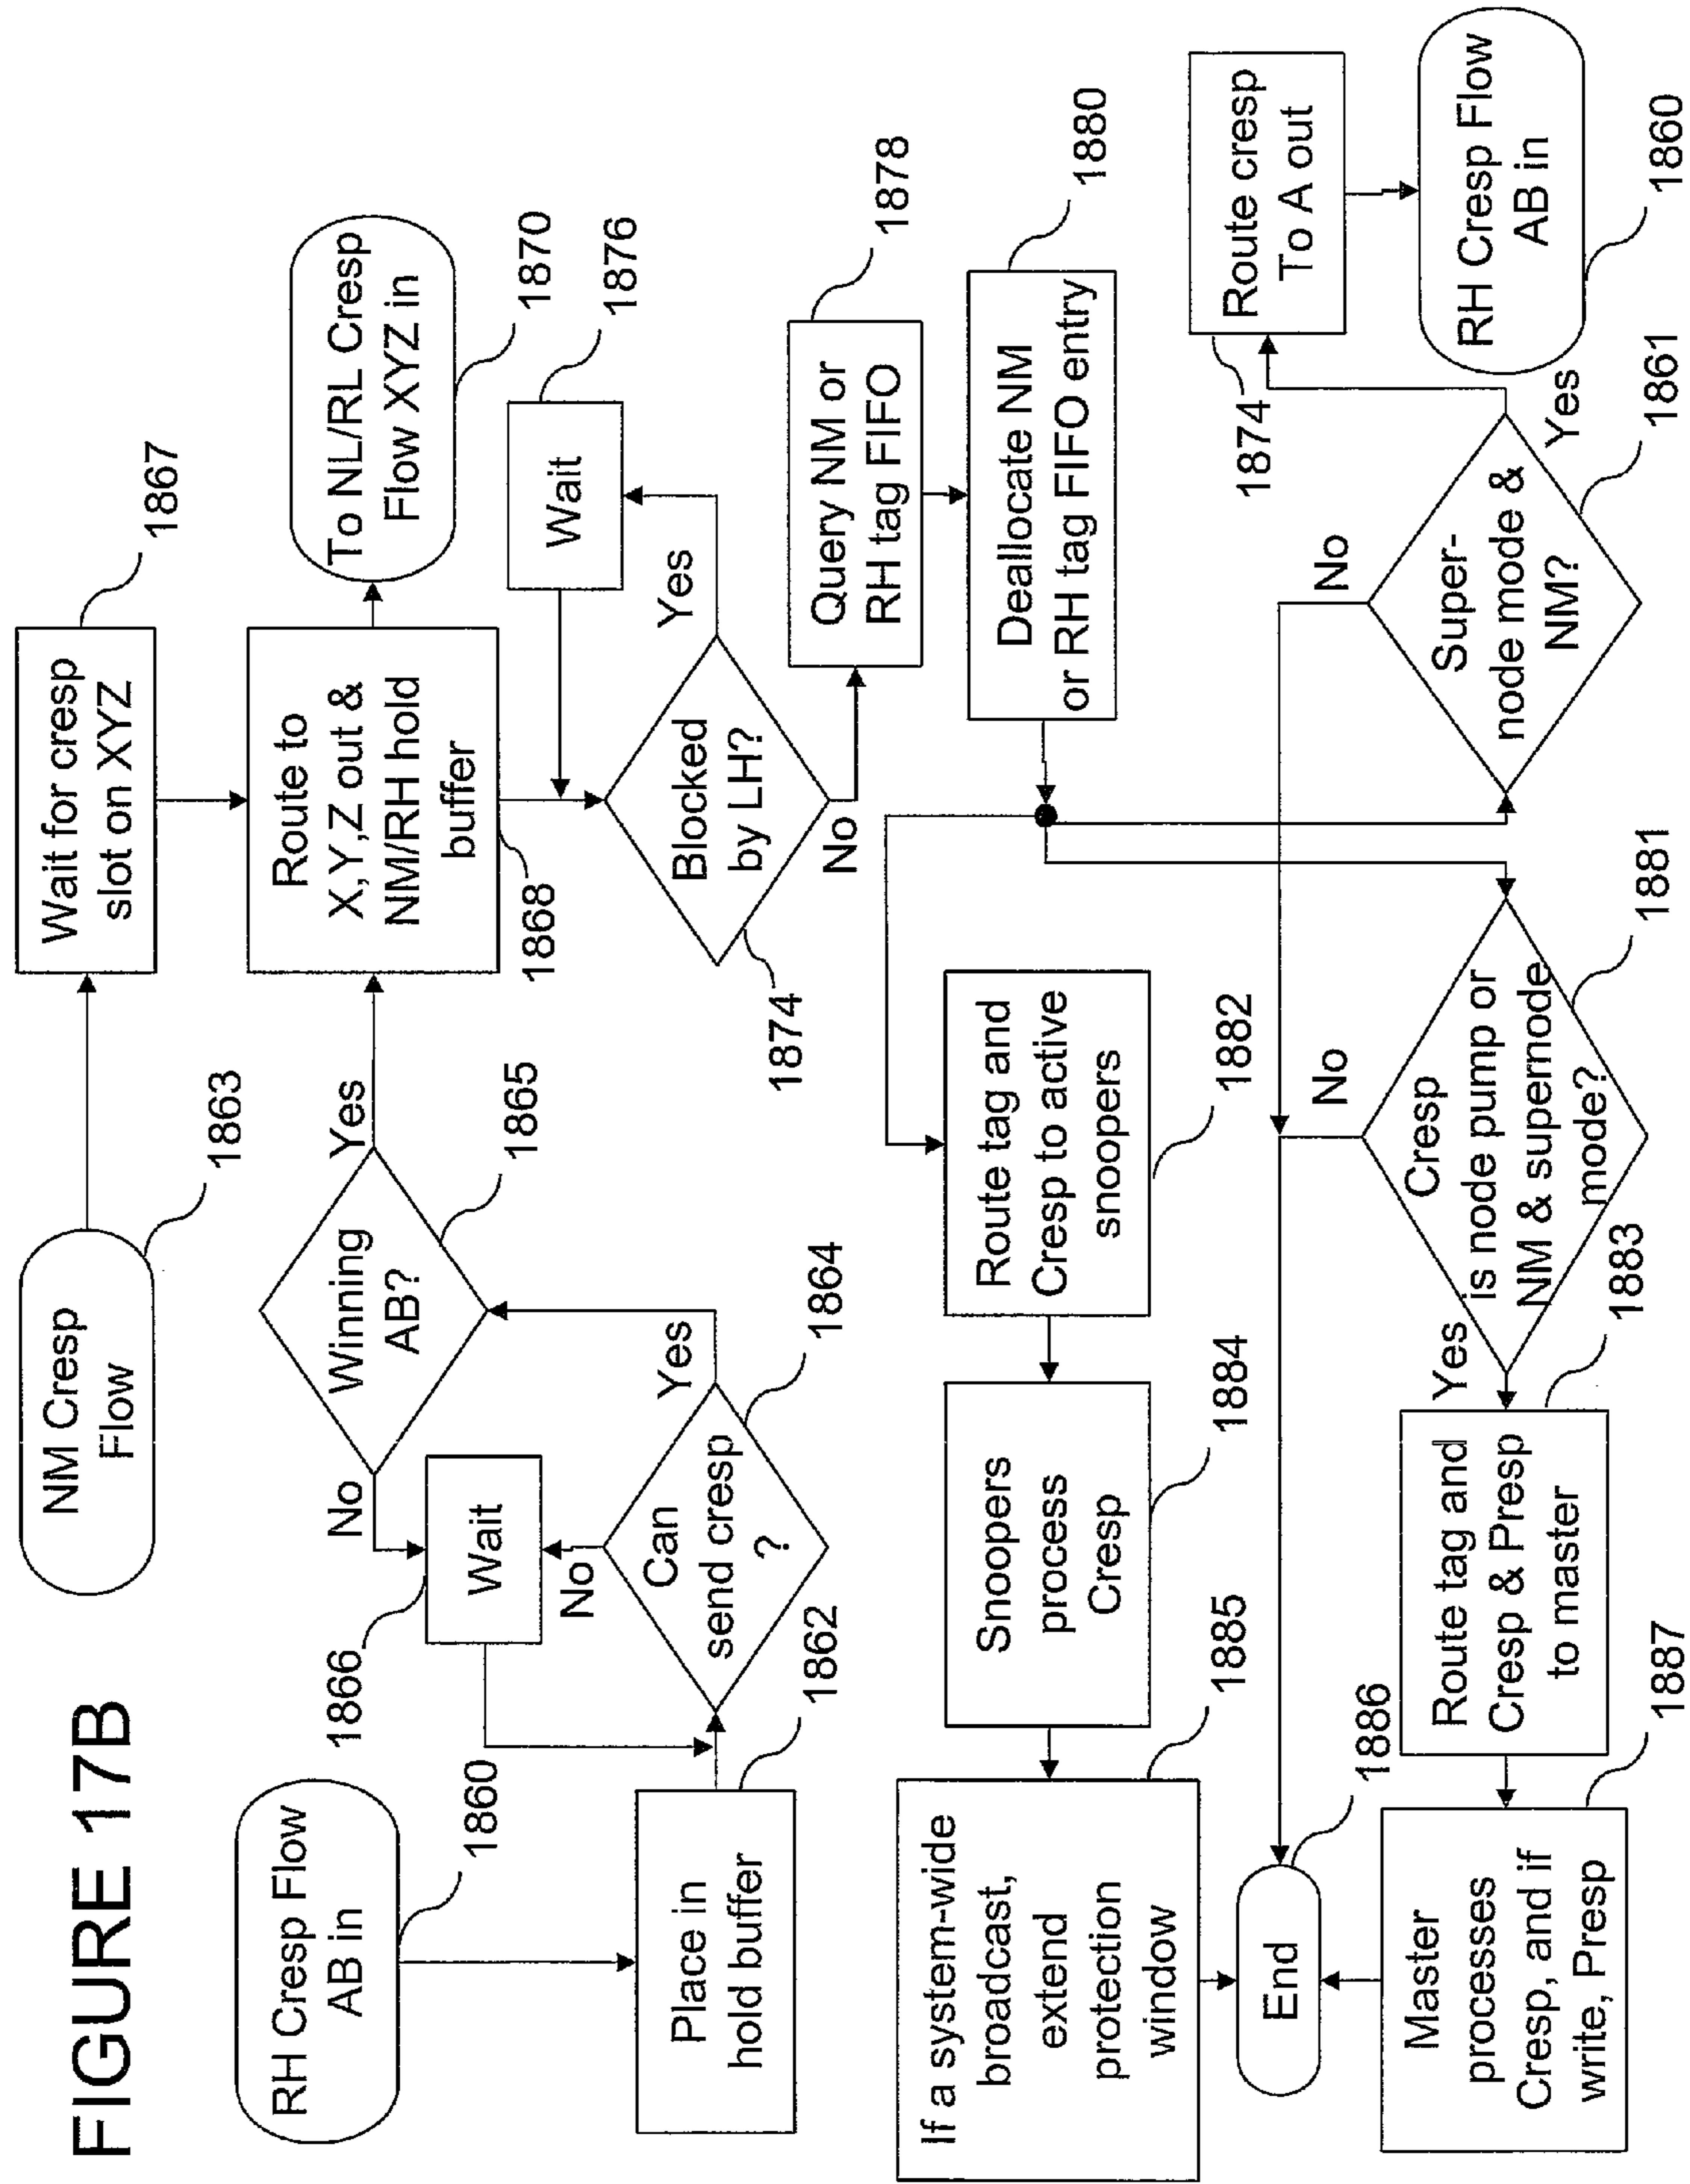 FIGURE 17B
RH Cresp Flow
AB in
1860
Place in
hold buffer
1862
Can
send cresp
?
1864
No
Yes
Wait
1866
Winning
AB?
1865
No
Yes
NM Cresp
Flow
1863
Wait for cresp
slot on XYZ
1867
Route to
X,Y,Z out &
NM/RH hold
buffer
1868
To NL/RL Cresp
Flow XYZ in
1870
Blocked
by LH?
1874
Yes
No
Wait
1876
Query NM or
RH tag FIFO
1878
Deallocate NM
or RH tag FIFO entry
1880
Route tag and
Cresp to active
snoopers
1882
Snoopers
process
Cresp
1884
If a system-wide
broadcast,
extend
protection
window
1885
End
1886
Super-
node mode &
NM?
1861
No
Yes
Route cresp
To A out
1874
RH Cresp Flow
AB in
1860
Cresp
is node pump or
NM & supernode
mode?
1881
No
Yes
Route tag and
Cresp & Presp
to master
1883
Master
processes
Cresp, and if
write, Presp
1887